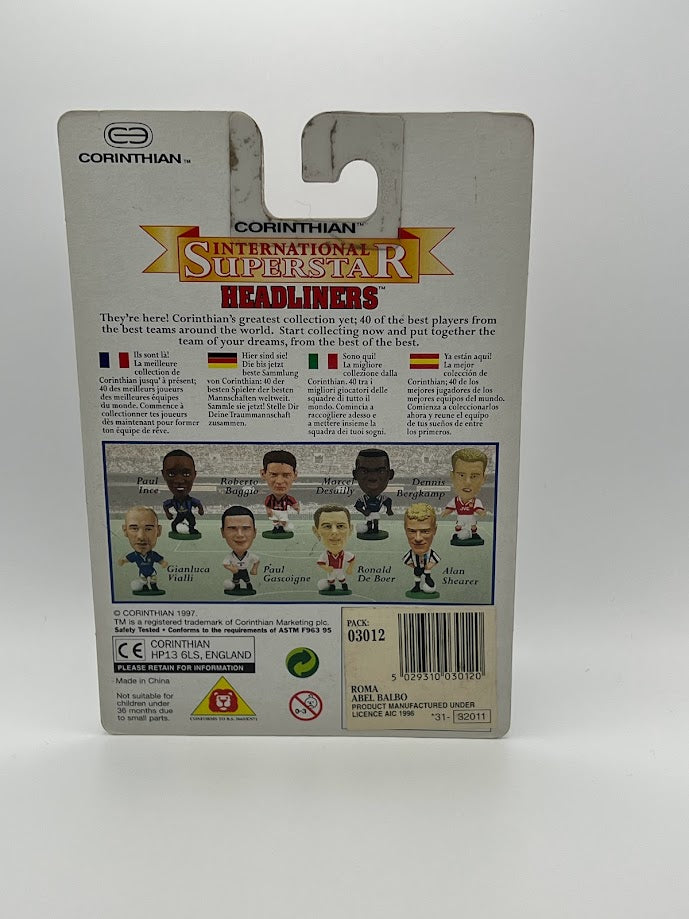 CORINTHIAN™
CORINTHIAN™
INTERNATIONAL
SUPERSTAR
HEADLINERS™
They're here! Corinthian's greatest collection yet; 40 of the best players from
the best teams around the world. Start collecting now and put together the
team of your dreams, from the best of the best.
Ils sont là!
La meilleure
collection de
Corinthian jusqu' à présent;
40 des meilleurs joueurs
des meilleures équipes
du monde. Commence à
collectionner tes joueurs
dès maintenant pour former
ton équipe de rêve.
Hier sind sie!
Die bis jetzt
beste Sammlung
von Corinthian: 40 der
besten Spieler der besten
Mannschaften weltweit.
Sammle sie jetzt! Stelle Dir
Deine Traummannschaft
zusammen.
Sono qui!
La migliore
collezione dalla
Corinthian. 40 tra i
migliori giocatori delle
squadre di tutto il
mondo. Comincia a
raccogliere adesso e
a mettere insieme la
squadra dei tuoi sogni.
Ya están aquí!
La mejor
colección de
Corinthian; 40 de los
mejores jugadores de los
mejores equipos del mundo.
Comienza a coleccionarlos
ahora y reune el equipo
de tus sueños de entre
los primeros.
Paul
Ince
Roberto
Baggio
Marcel
Desailly
Dennis
Bergkamp
Gianluca
Vialli
Paul
Gascoigne
Ronald
De Boer
Alan
Shearer
© CORINTHIAN 1997.
TM is a registered trademark of Corinthian Marketing plc.
Safety Tested • Conforms to the requirements of ASTM F963 95
CE CORINTHIAN
HP13 6LS, ENGLAND
PLEASE RETAIN FOR INFORMATION
Made in China
Not suitable for
children under
36 months due
to small parts.
0-3
PACK:
03012
5 029310 030120
ROMA
ABEL BALBO
PRODUCT MANUFACTURED UNDER
LICENCE AIC 1996
*31- 32011